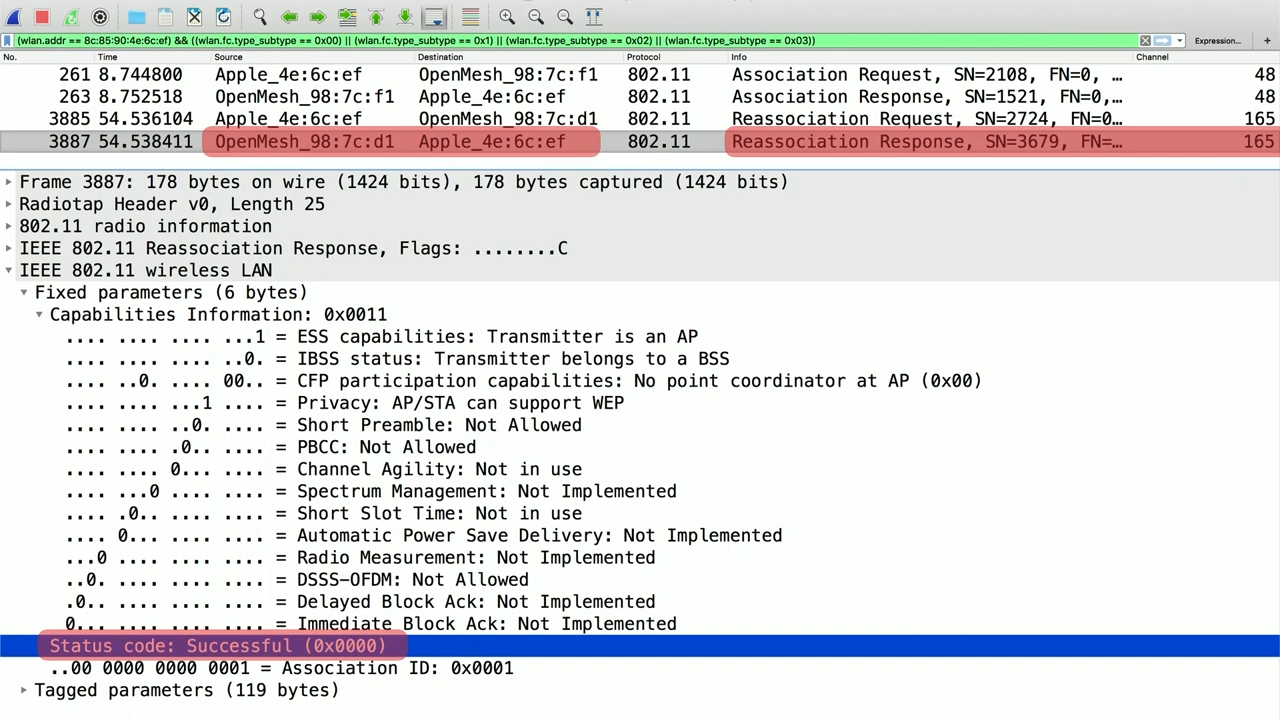 (wlan.addr == 8c:85:90:4e:6c:ef) && ((wlan.fc.type_subtype == 0x00) || (wlan.fc.type_subtype == 0x1) || (wlan.fc.type_subtype == 0x02) || (wlan.fc.type_subtype == 0x03)) Expression... +
No. Time Source Destination Protocol Info Channel
261 8.744800 Apple_4e:6c:ef OpenMesh_98:7c:f1 802.11 Association Request, SN=2108, FN=0, … 48
263 8.752518 OpenMesh_98:7c:f1 Apple_4e:6c:ef 802.11 Association Response, SN=1521, FN=0,… 48
3885 54.536104 Apple_4e:6c:ef OpenMesh_98:7c:d1 802.11 Reassociation Request, SN=2724, FN=0,… 165
3887 54.538411 OpenMesh_98:7c:d1 Apple_4e:6c:ef 802.11 Reassociation Response, SN=3679, FN=… 165
Frame 3887: 178 bytes on wire (1424 bits), 178 bytes captured (1424 bits)
Radiotap Header v0, Length 25
802.11 radio information
IEEE 802.11 Reassociation Response, Flags: ........C
IEEE 802.11 wireless LAN
Fixed parameters (6 bytes)
Capabilities Information: 0x0011
.... .... .... ...1 = ESS capabilities: Transmitter is an AP
.... .... .... ..0. = IBSS status: Transmitter belongs to a BSS
.... ..0. .... 00.. = CFP participation capabilities: No point coordinator at AP (0x00)
.... .... ...1 .... = Privacy: AP/STA can support WEP
.... .... ..0. .... = Short Preamble: Not Allowed
.... .... .0.. .... = PBCC: Not Allowed
.... .... 0... .... = Channel Agility: Not in use
.... ...0 .... .... = Spectrum Management: Not Implemented
.... .0.. .... .... = Short Slot Time: Not in use
.... 0... .... .... = Automatic Power Save Delivery: Not Implemented
...0 .... .... .... = Radio Measurement: Not Implemented
..0. .... .... .... = DSSS-OFDM: Not Allowed
.0.. .... .... .... = Delayed Block Ack: Not Implemented
0... .... .... .... = Immediate Block Ack: Not Implemented
Status code: Successful (0x0000)
..00 0000 0000 0001 = Association ID: 0x0001
Tagged parameters (119 bytes)